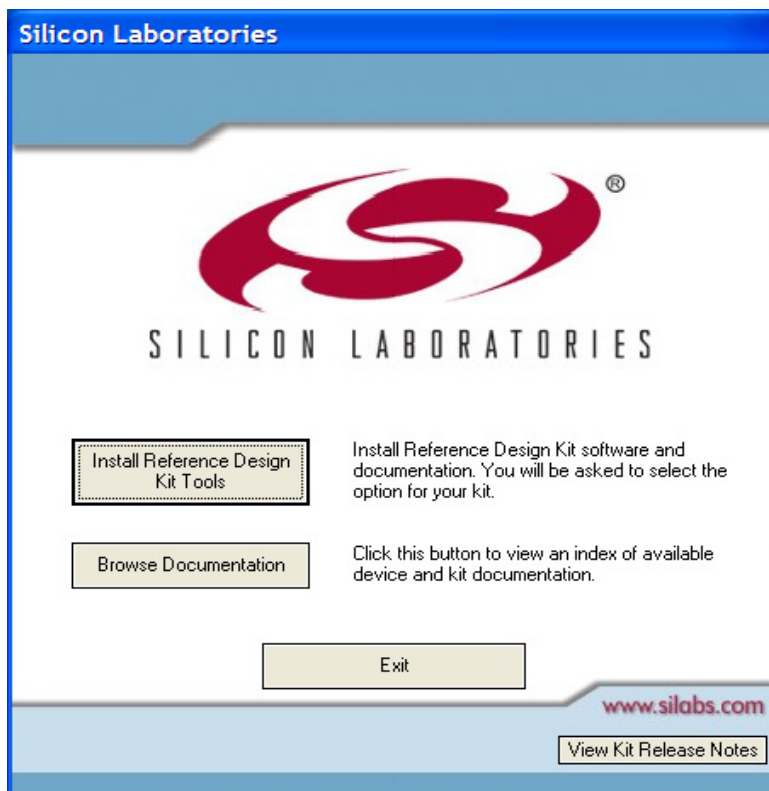 Silicon Laboratories
®
SILICON LABORATORIES
Install Reference Design
Kit Tools
Install Reference Design Kit software and
documentation. You will be asked to select the
option for your kit.
Browse Documentation
Click this button to view an index of available
device and kit documentation.
Exit
www.silabs.com
View Kit Release Notes